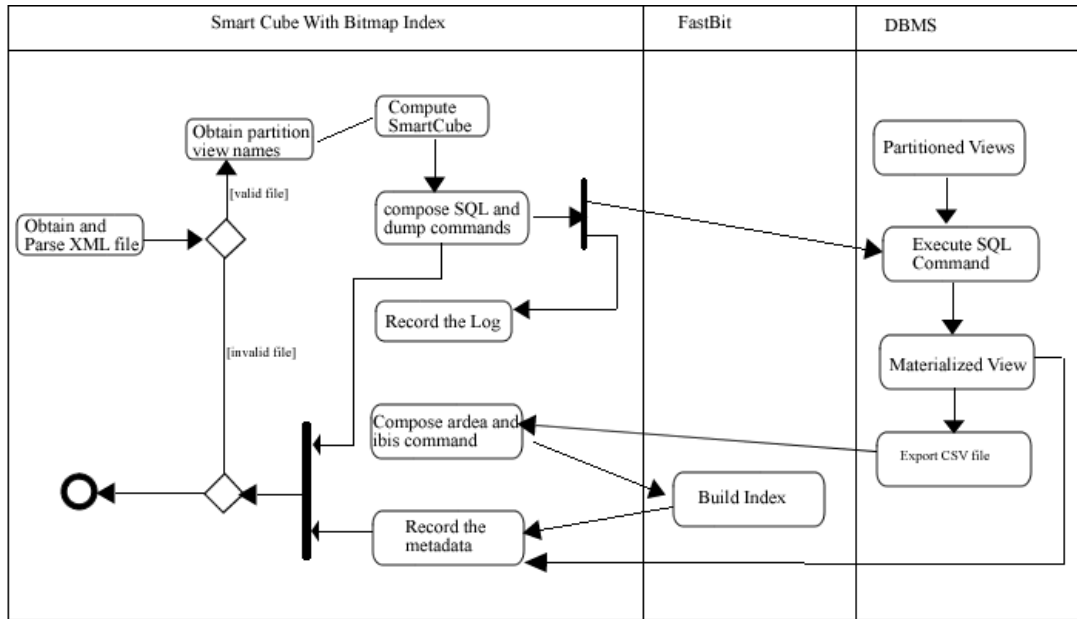 Smart Cube With Bitmap Index
FastBit
DBMS
Compute
SmartCube
Obtain partition
view names
Partitioned Views
[valid file]
compose SQL and
dump commands
Obtain and
Parse XML file
Execute SQL
Command
Record the Log
[invalid file]
Materialized View
Compose ardea and
ibis command
Export CSV file
Build Index
Record the
metadata